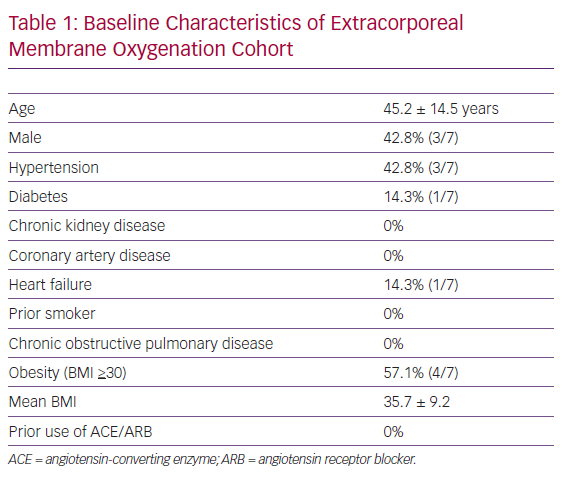 Table 1: Baseline Characteristics of Extracorporeal
Membrane Oxygenation Cohort
Age 45.2 ± 14.5 years
Male 42.8% (3/7)
Hypertension 42.8% (3/7)
Diabetes 14.3% (1/7)
Chronic kidney disease 0%
Coronary artery disease 0%
Heart failure 14.3% (1/7)
Prior smoker 0%
Chronic obstructive pulmonary disease 0%
Obesity (BMI ≥30) 57.1% (4/7)
Mean BMI 35.7 ± 9.2
Prior use of ACE/ARB 0%
ACE = angiotensin-converting enzyme; ARB = angiotensin receptor blocker.